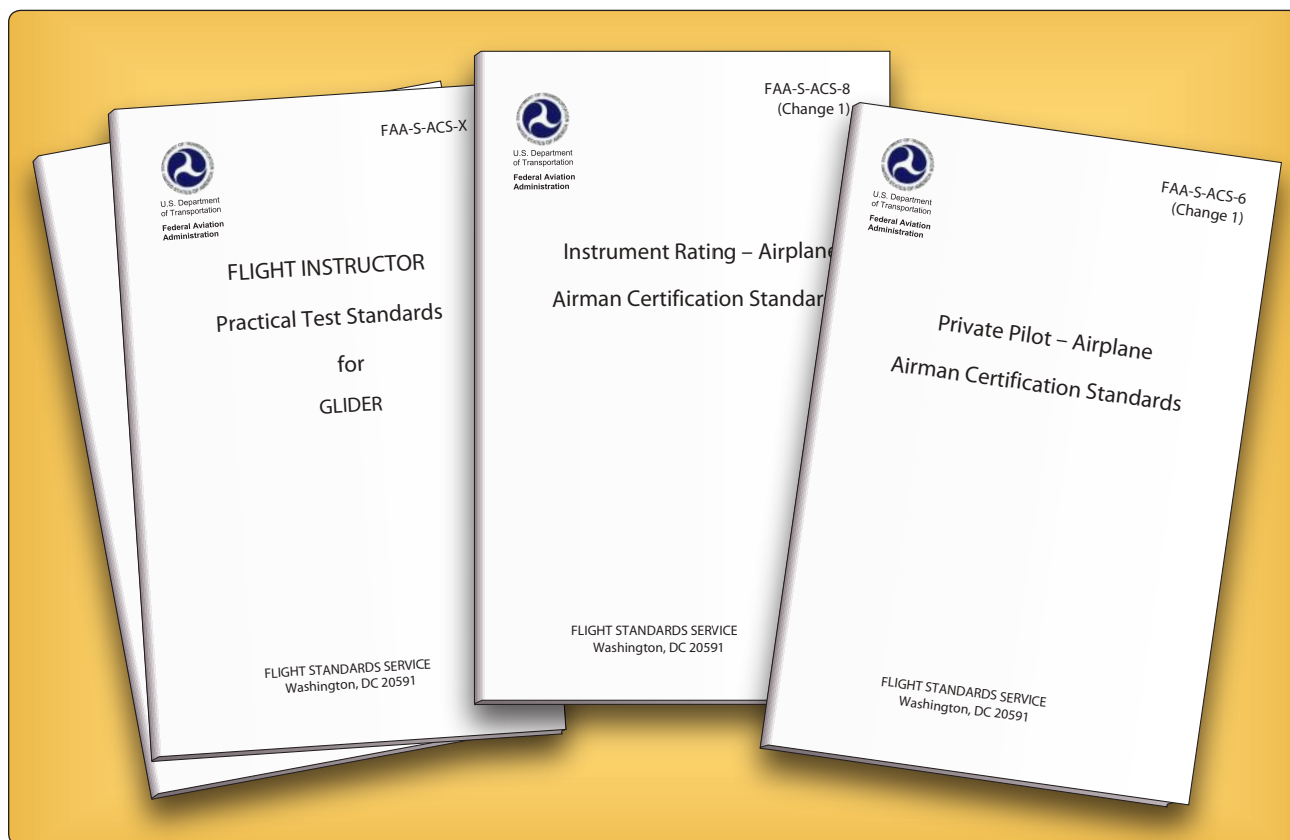 FAA-S-ACS-X
U.S. Department
of Transportation
Federal Aviation
Administration
FLIGHT INSTRUCTOR
Practical Test Standards
for
GLIDER
FLIGHT STANDARDS SERVICE
Washington, DC 20591
FAA-S-ACS-8
(Change 1)
U.S. Department
of Transportation
Federal Aviation
Administration
Instrument Rating – Airplane
Airman Certification Standar
FLIGHT STANDARDS SERVICE
Washington, DC 20591
FAA-S-ACS-6
(Change 1)
U.S. Department
of Transportation
Federal Aviation
Administration
Private Pilot – Airplane
Airman Certification Standards
FLIGHT STANDARDS SERVICE
Washington, DC 20591